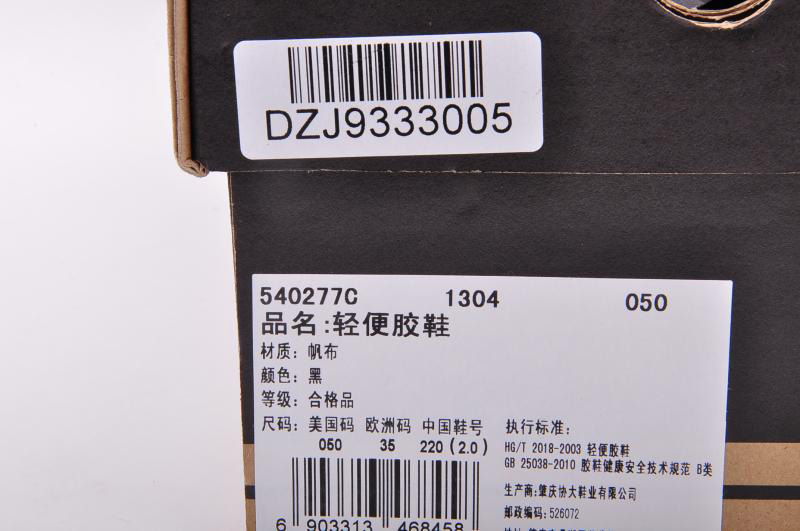 DZJ9333005
540277C 1304 050
品名:轻便胶鞋
材质: 帆布
颜色: 黑
等级: 合格品
尺码: 美国码 欧洲码 中国鞋号
050 35 220(2.0)
6 903313 468458
执行标准:
HG/T 2018-2003 轻便胶鞋
GB 25038-2010 胶鞋健康安全技术规范 B类
生产商: 肇庆协大鞋业有限公司
邮政编码: 526072